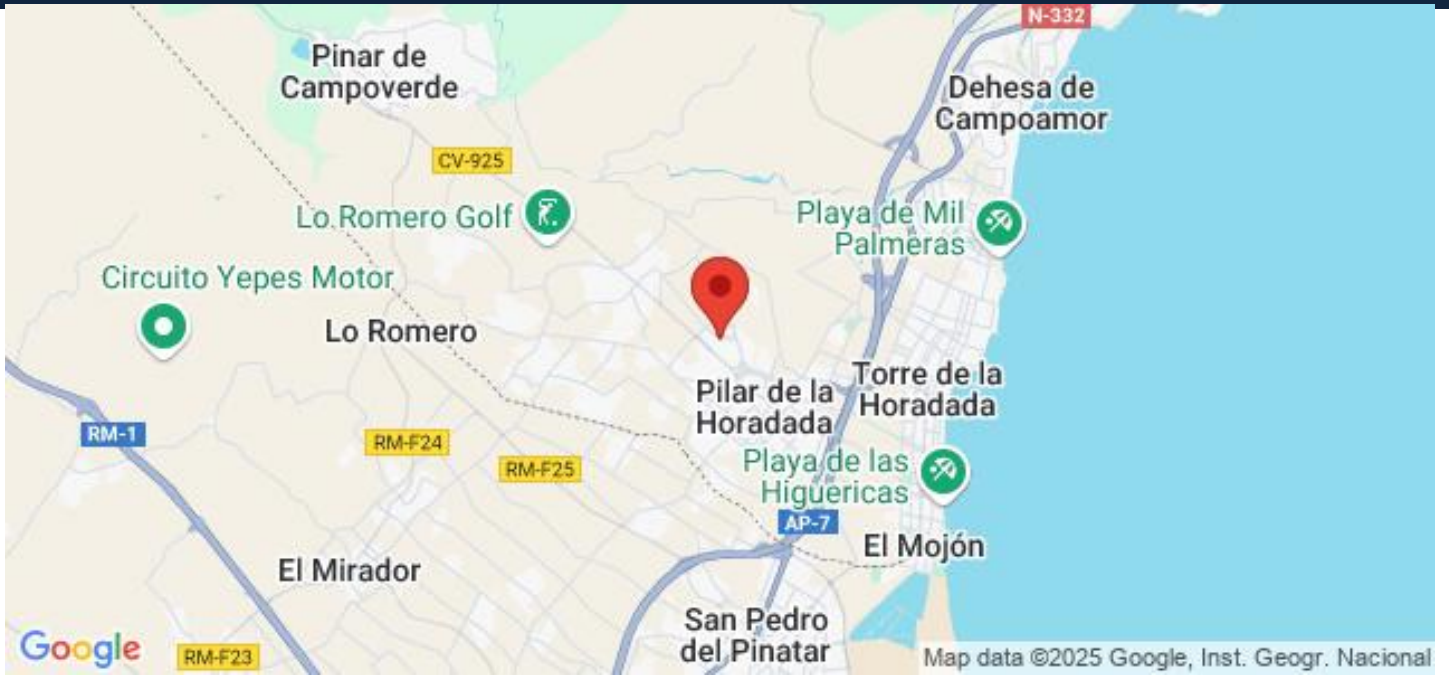 N-332
Pinar de
Campoverde
Dehesa de
Campoamor
CV-925
Lo Romero Golf
Playa de Mil
Palmeras
Circuito Yepes Motor
Lo Romero
Pilar de la
Horadada
Torre de la
Horadada
RM-1
RM-F24
RM-F25
Playa de las
Higuericas
AP-7
El Mojón
El Mirador
San Pedro
del Pinatar
Google
RM-F23
Map data ©2025 Google, Inst. Geogr. Nacional